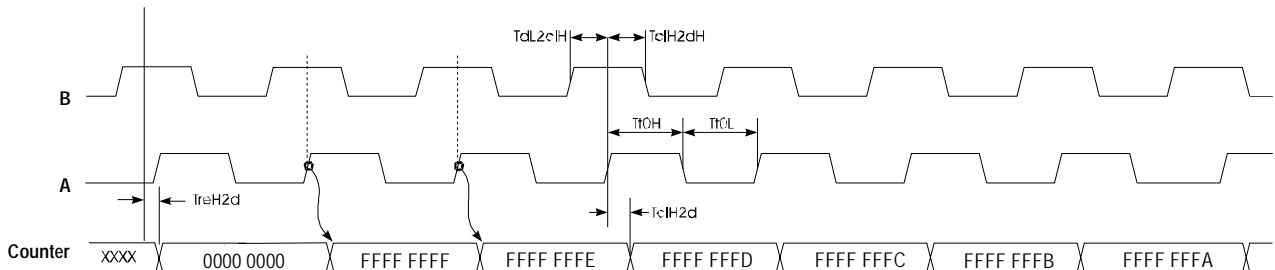 TdL2clH TclH2dH
B
Tt0H Tt0L
A
TreH2d TclH2d
Counter XXXX 0000 0000 FFFF FFFF FFFF FFFE FFFF FFFD FFFF FFFC FFFF FFFB FFFF FFFA